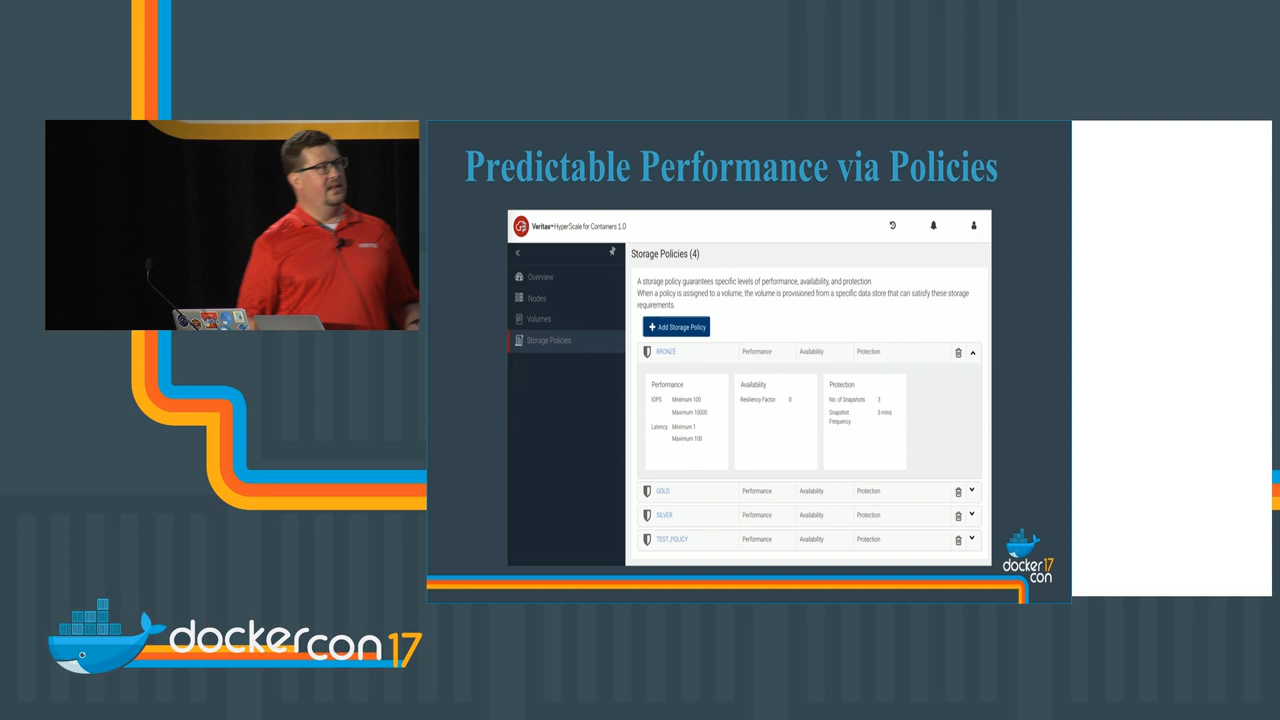 Predictable Performance via Policies
Veritas™ HyperScale for Containers 1.0
Overview
Nodes
Volumes
Storage Policies
Storage Policies (4)
A storage policy guarantees specific levels of performance, availability, and protection.
When a policy is assigned to a volume, the volume is provisioned from a specific data store that can satisfy these storage
requirements.
+ Add Storage Policy
BRONZE Performance Availability Protection
Performance
IOPS Minimum 100
Maximum 10000
Latency Minimum 1
Maximum 100
Availability
Resiliency Factor 0
Protection
No. of Snapshots 3
Snapshot 5 mins
Frequency
GOLD Performance Availability Protection
SILVER Performance Availability Protection
TEST_POLICY Performance Availability Protection
docker 17
con
dockercon 17